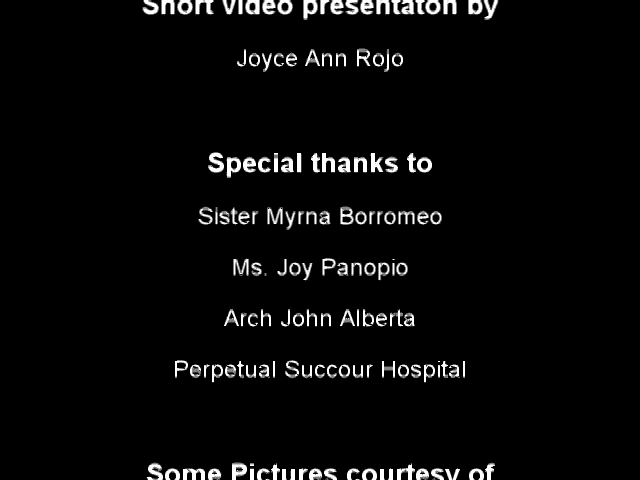 Short video presentaton by
Joyce Ann Rojo
Special thanks to
Sister Myrna Borromeo
Ms. Joy Panopio
Arch John Alberta
Perpetual Succour Hospital
Some Pictures courtesy of